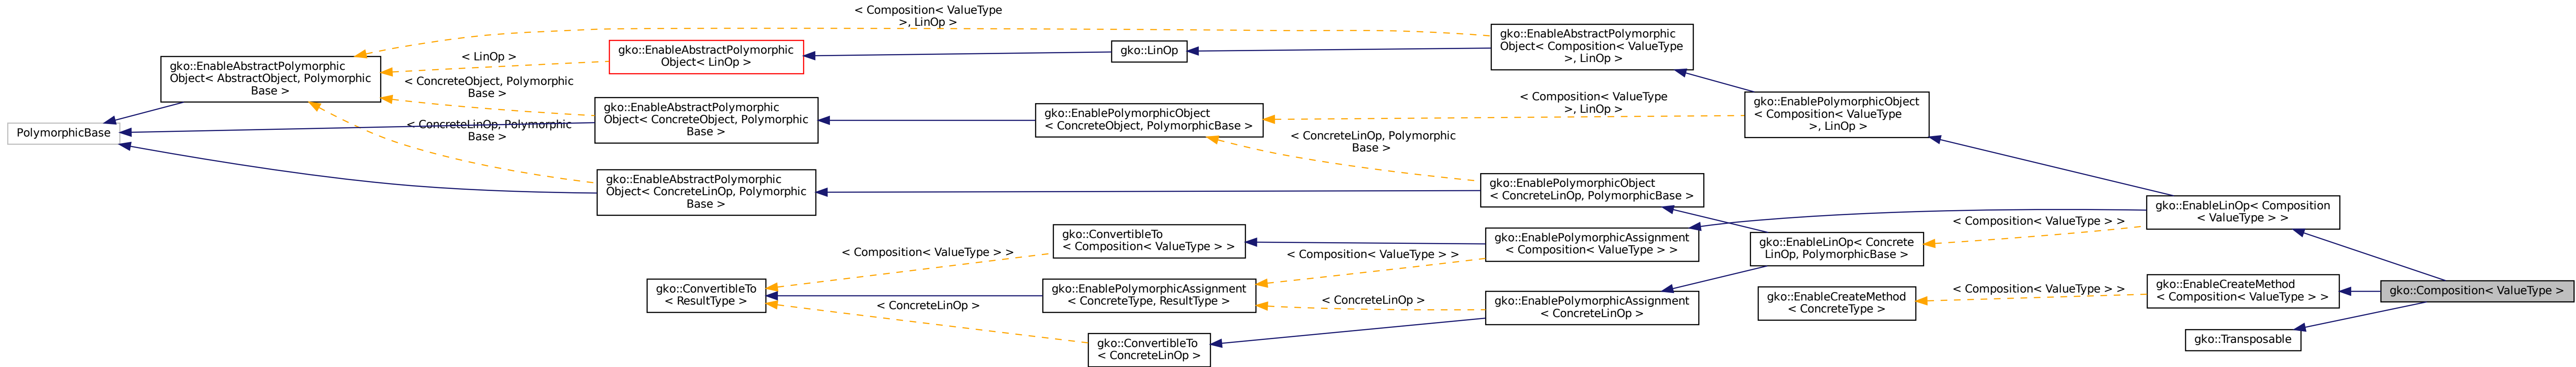 < Composition< ValueType
>, LinOp >
gko::EnableAbstractPolymorphic
Object< Composition< ValueType
>, LinOp >
gko::EnableAbstractPolymorphic
Object< LinOp >
gko::LinOp
< LinOp >
gko::EnableAbstractPolymorphic
Object< AbstractObject, Polymorphic
Base >
< ConcreteObject, Polymorphic
Base >
gko::EnableAbstractPolymorphic
Object< ConcreteObject, Polymorphic
Base >
gko::EnablePolymorphicObject
< ConcreteObject, PolymorphicBase >
< Composition< ValueType
>, LinOp >
gko::EnablePolymorphicObject
< Composition< ValueType
>, LinOp >
PolymorphicBase
< ConcreteLinOp, Polymorphic
Base >
< ConcreteLinOp, Polymorphic
Base >
gko::EnableAbstractPolymorphic
Object< ConcreteLinOp, Polymorphic
Base >
gko::EnablePolymorphicObject
< ConcreteLinOp, PolymorphicBase >
gko::EnableLinOp< Composition
< ValueType > >
< Composition< ValueType > >
gko::ConvertibleTo
< Composition< ValueType > >
gko::EnablePolymorphicAssignment
< Composition< ValueType > >
gko::EnableLinOp< Concrete
LinOp, PolymorphicBase >
< Composition< ValueType > >
< Composition< ValueType > >
gko::ConvertibleTo
< ResultType >
gko::EnablePolymorphicAssignment
< ConcreteType, ResultType >
< ConcreteLinOp >
< ConcreteLinOp >
gko::EnablePolymorphicAssignment
< ConcreteLinOp >
gko::EnableCreateMethod
< ConcreteType >
< Composition< ValueType > >
gko::EnableCreateMethod
< Composition< ValueType > >
gko::Composition< ValueType >
gko::ConvertibleTo
< ConcreteLinOp >
gko::Transposable